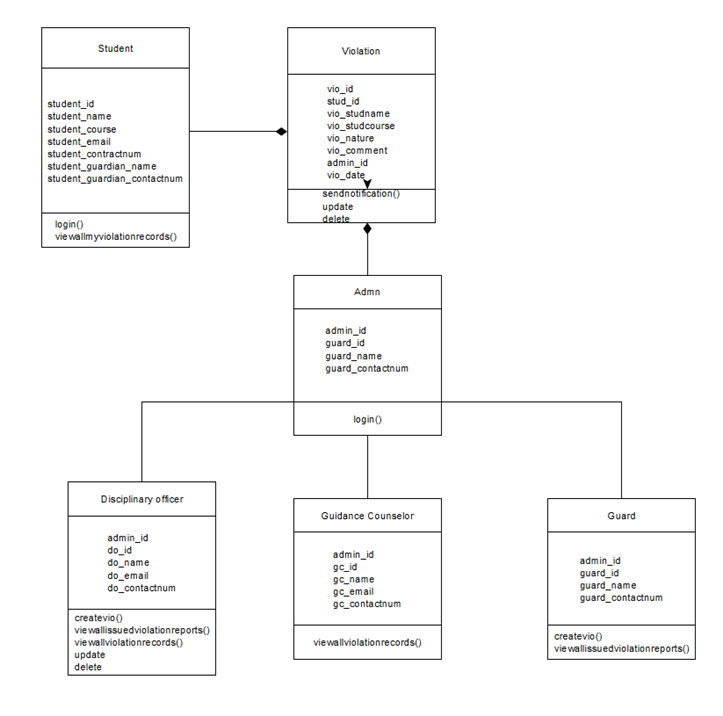 Student
student_id
student_name
student_course
student_email
student_contractnum
student_guardian_name
student_guardian_contactnum
login()
viewallmyviolationrecords()
Violation
vio_id
stud_id
vio_studname
vio_studcourse
vio_nature
vio_comment
admin_id
vio_date
sendnotification()
update
delete
Admn
admin_id
guard_id
guard_name
guard_contactnum
login()
Disciplinary officer
admin_id
do_id
do_name
do_email
do_contactnum
createvio()
viewallissuedviolationreports()
viewallviolationrecords()
update
delete
Guidance Counselor
admin_id
gc_id
gc_name
gc_email
gc_contactnum
viewallviolationrecords()
Guard
admin_id
guard_id
guard_name
guard_contactnum
createvio()
viewallissuedviolationreports()